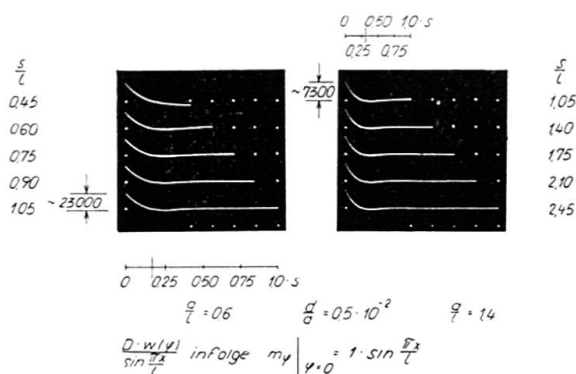 0 0,50 1,0·s
0,25 0,75
s/l
0,45
0,60
0,75
0,90
1,05
~23000
~7300
s/l
1,05
1,40
1,75
2,10
2,45
0 0,25 0,50 0,75 1,0·s
a/l = 0,6 d/a = 0,5·10⁻² a/l = 1,4
D·w(φ) / sin πx/l infolge mφ|φ=0 = 1·sin πx/l